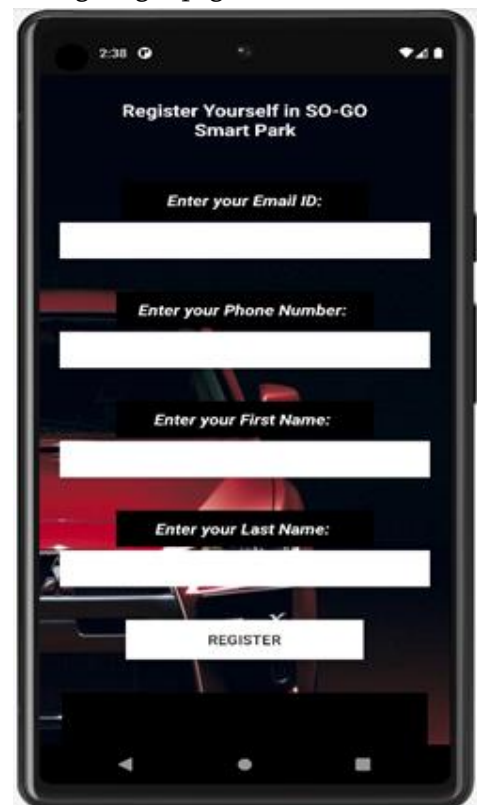 2:38
Register Yourself in SO-GO
Smart Park
Enter your Email ID:
Enter your Phone Number:
Enter your First Name:
Enter your Last Name:
REGISTER